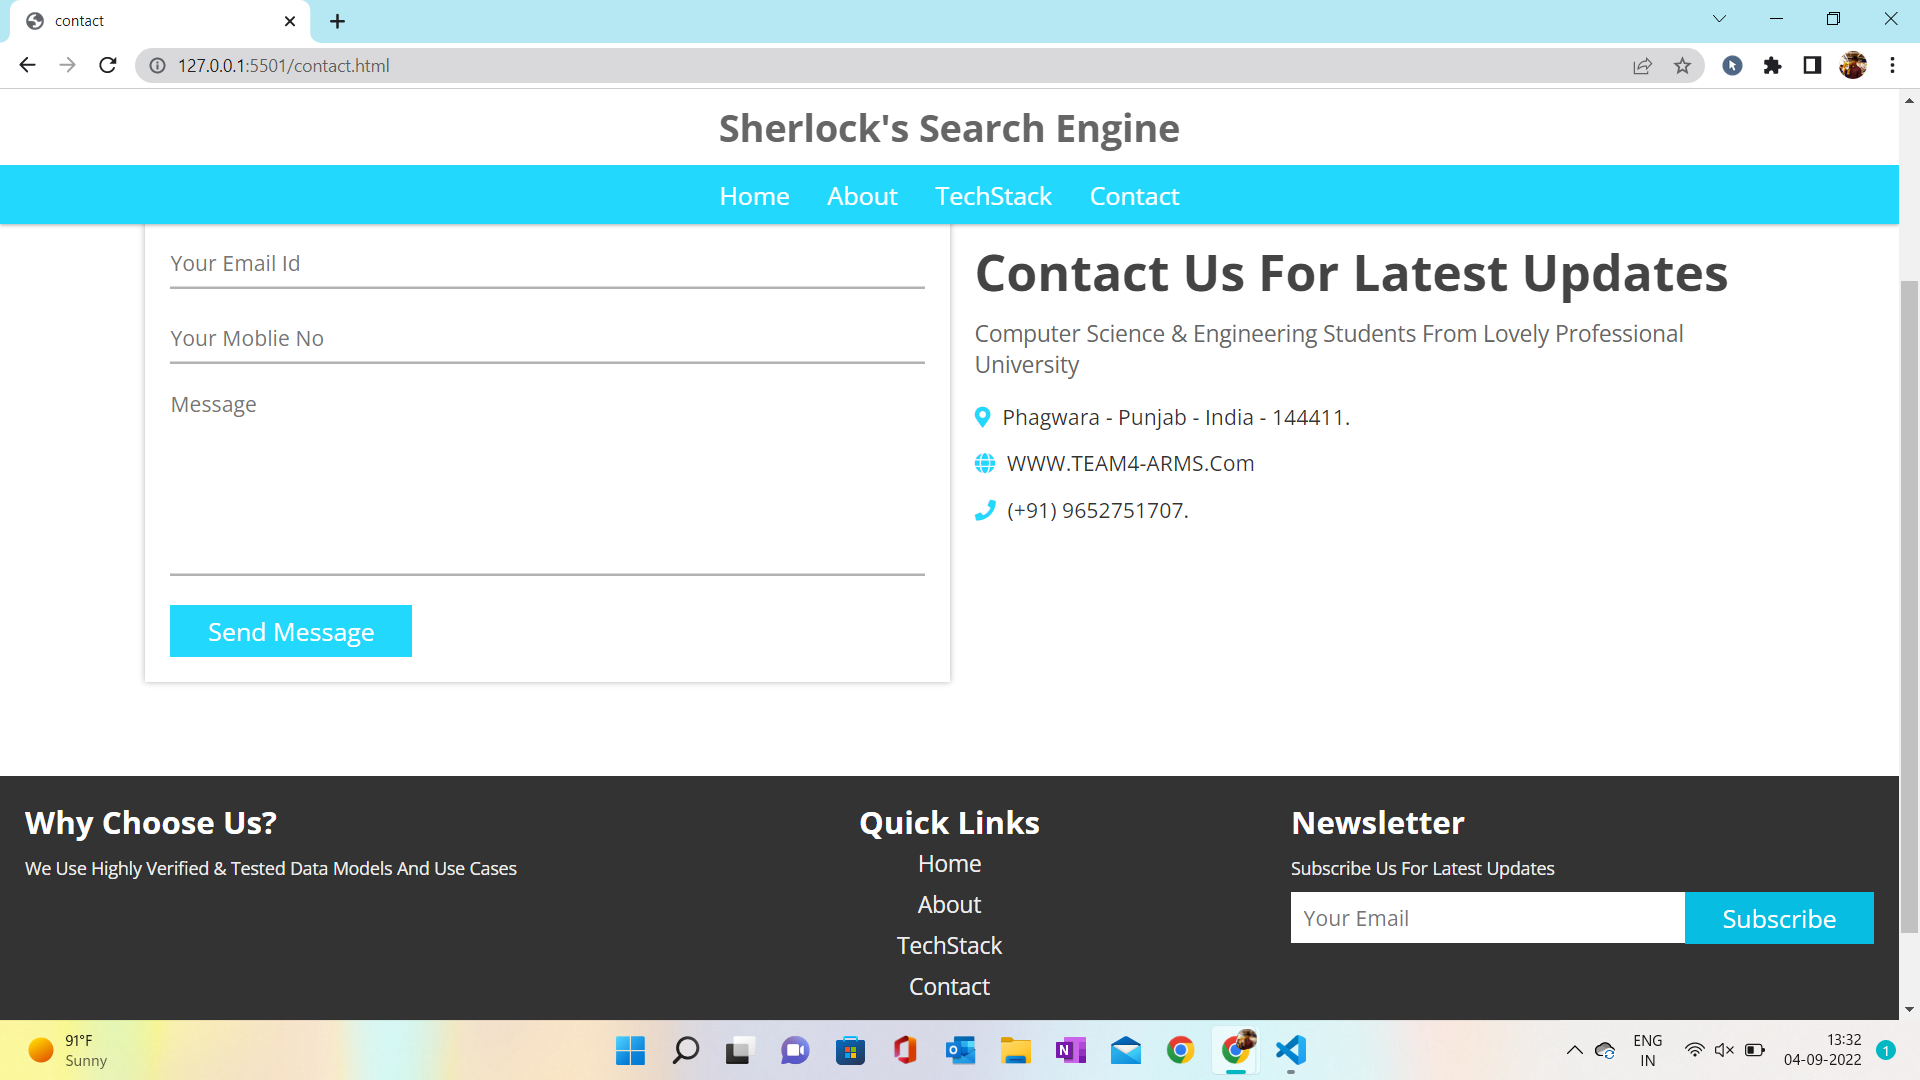 contact
127.0.0.1:5501/contact.html
Sherlock's Search Engine
Home About TechStack Contact
Your Email Id
Your Moblie No
Message
Send Message
Contact Us For Latest Updates
Computer Science & Engineering Students From Lovely Professional
University
Phagwara - Punjab - India - 144411.
WWW.TEAM4-ARMS.Com
(+91) 9652751707.
Why Choose Us?
We Use Highly Verified & Tested Data Models And Use Cases
Quick Links
Home
About
TechStack
Contact
Newsletter
Subscribe Us For Latest Updates
Your Email
Subscribe
91°F
Sunny
ENG
IN
13:32
04-09-2022
1